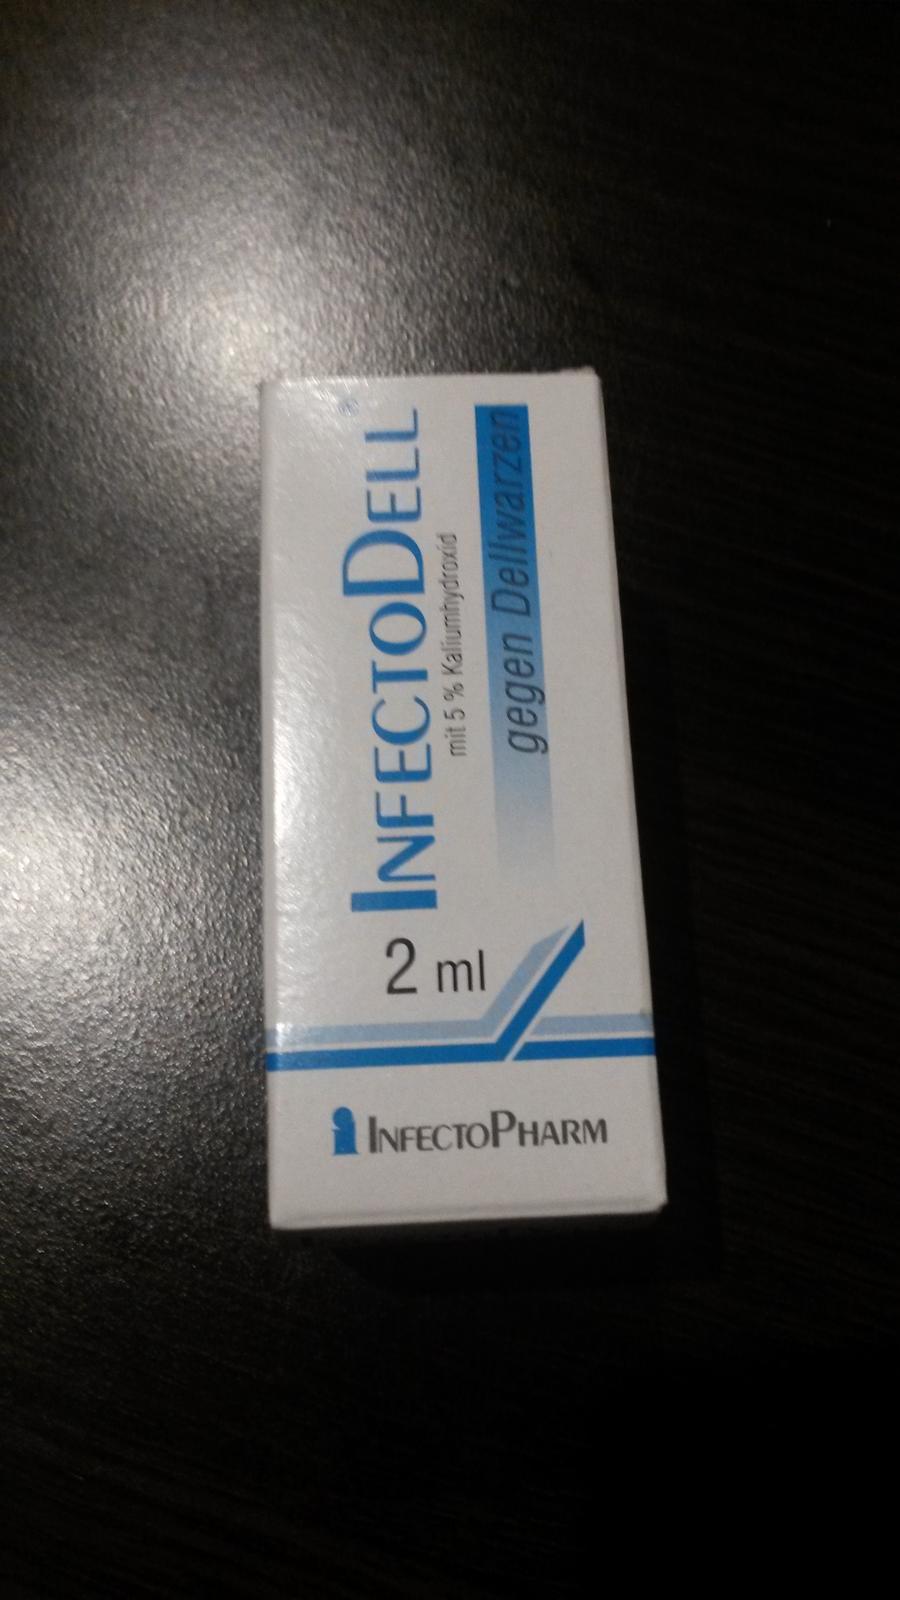 INFECTODELL®
mit 5 % Kaliumhydroxid
gegen Dellwarzen
2 ml
INFECTOPHARM